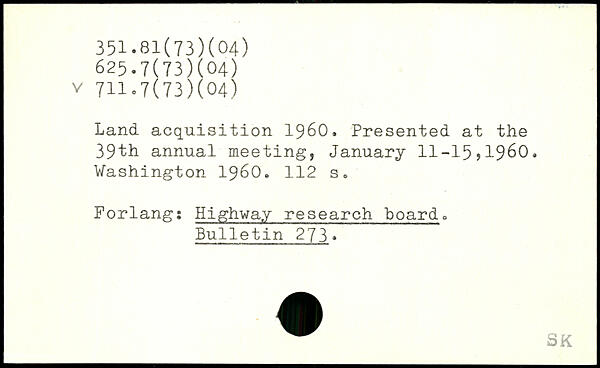 351.81(73)(04)
625.7(73)(04)
v 711.7(73)(04)
Land acquisition 1960. Presented at the
39th annual meeting, January 11-15,1960.
Washington 1960. 112 s.
Forlang: Highway research board.
Bulletin 273.
SK